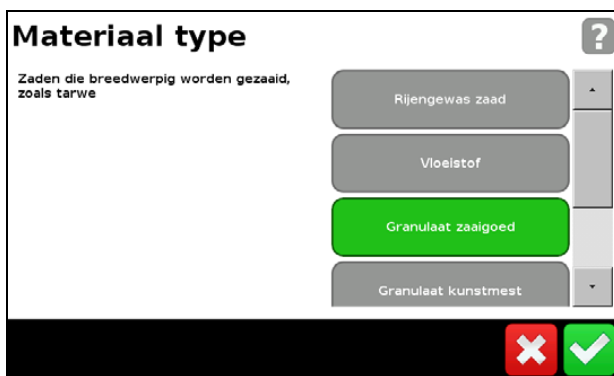 Materiaal type
?
Zaden die breedwerpig worden gezaaid,
zoals tarwe
Rijengewas zaad
Vloeistof
Granulaat zaaigoed
Granulaat kunstmest